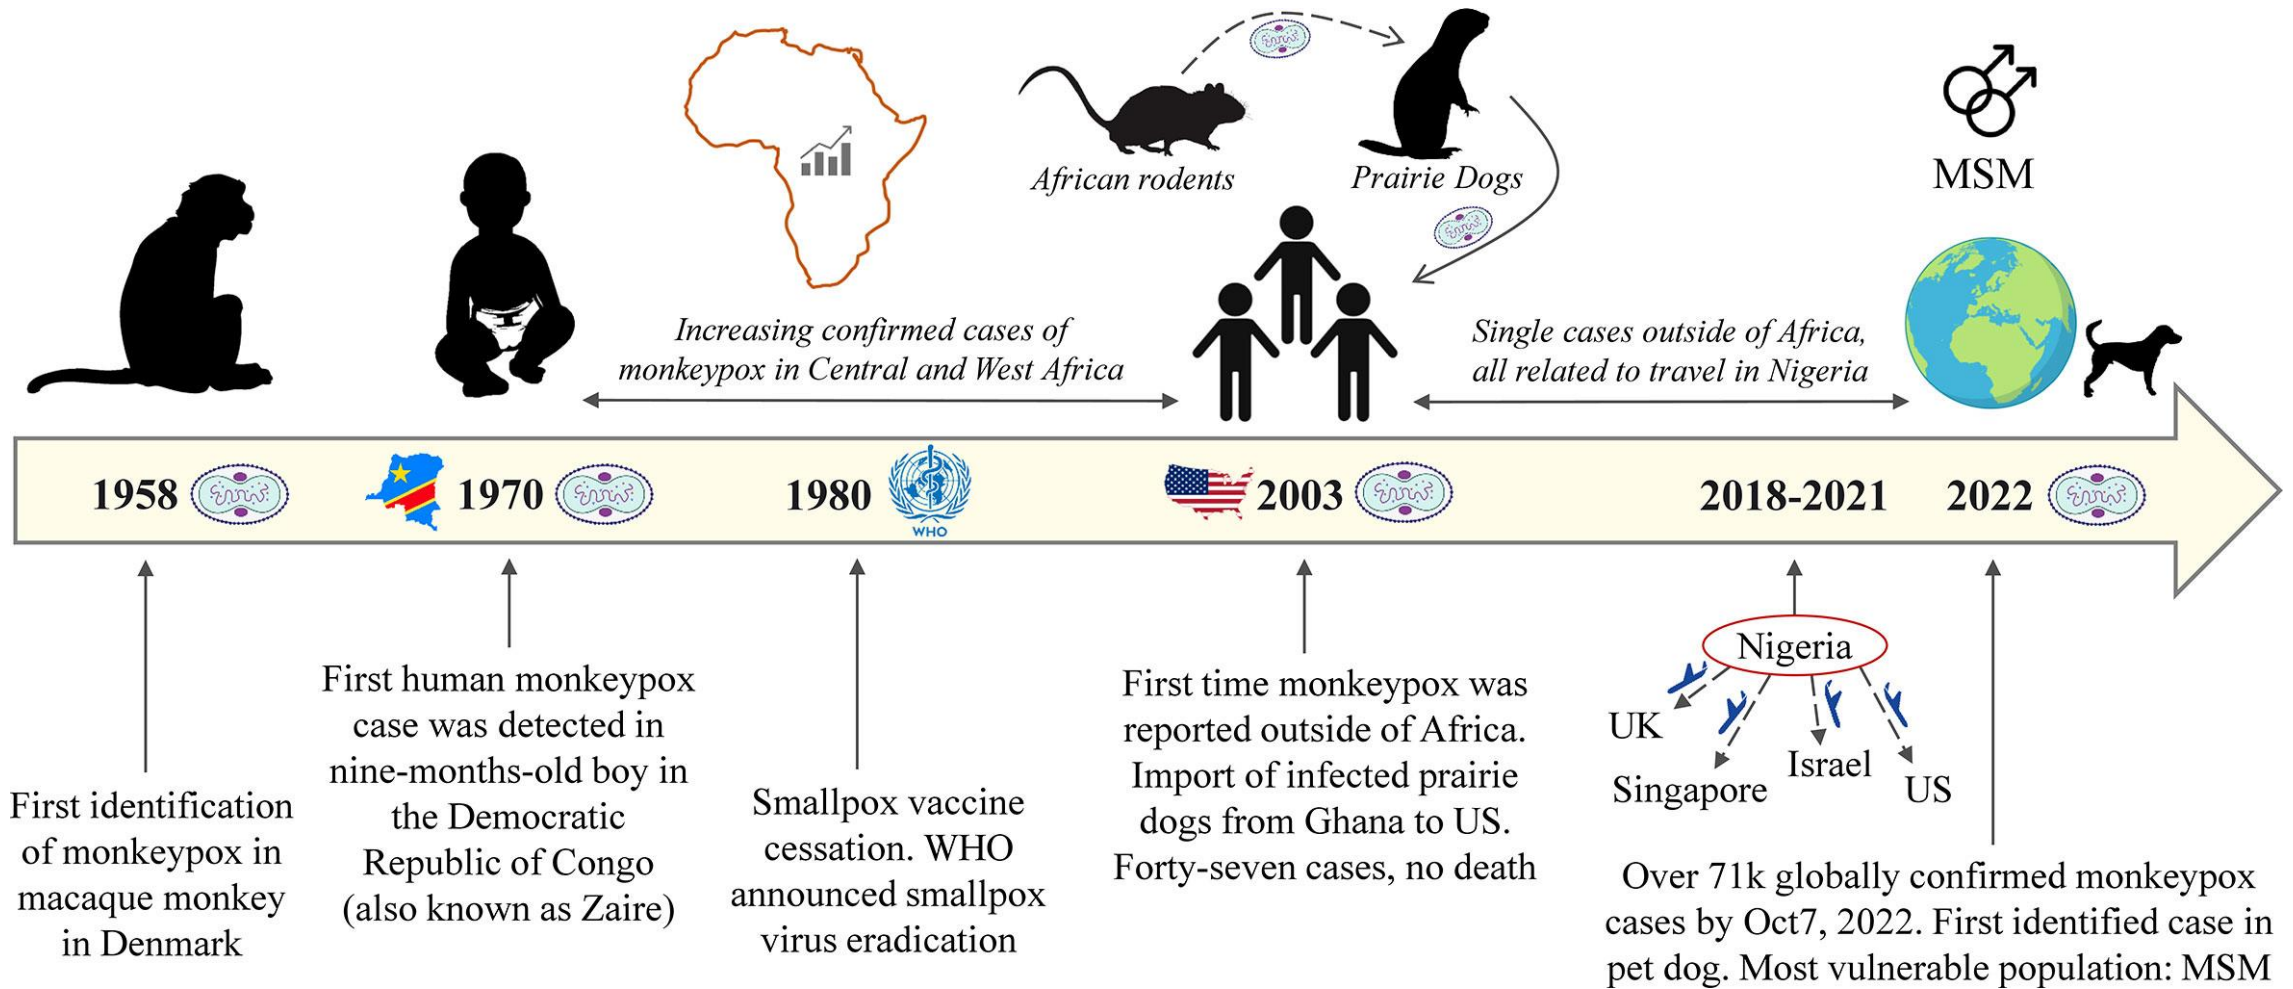 African rodents
Prairie Dogs
MSM
Increasing confirmed cases of
monkeypox in Central and West Africa
Single cases outside of Africa,
all related to travel in Nigeria
1958
1970
1980
WHO
2003
2018-2021
2022
First identification
of monkeypox in
macaque monkey
in Denmark
First human monkeypox
case was detected in
nine-months-old boy in
the Democratic
Republic of Congo
(also known as Zaire)
Smallpox vaccine
cessation. WHO
announced smallpox
virus eradication
First time monkeypox was
reported outside of Africa.
Import of infected prairie
dogs from Ghana to US.
Forty-seven cases, no death
Nigeria
UK
Singapore
Israel
US
Over 71k globally confirmed monkeypox
cases by Oct7, 2022. First identified case in
pet dog. Most vulnerable population: MSM